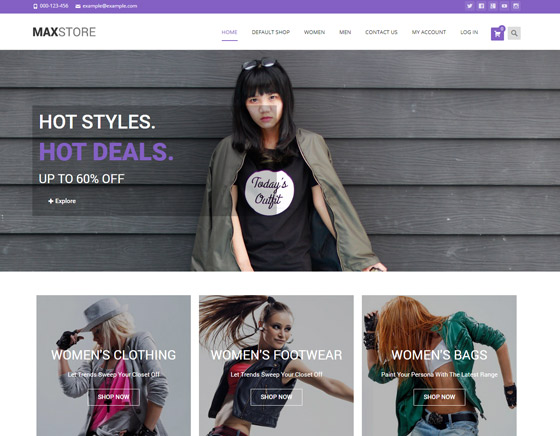 000-123-456 example@example.com
MAXSTORE
HOME DEFAULT SHOP WOMEN MEN CONTACT US MY ACCOUNT LOG IN
0
HOT STYLES.
HOT DEALS.
UP TO 60% OFF
+ Explore
Today's
Outfit
WOMEN'S CLOTHING
Let Trends Sweep Your Closet Off
SHOP NOW
WOMEN'S FOOTWEAR
Let Trends Sweep Your Closet Off
SHOP NOW
WOMEN'S BAGS
Paint Your Persona With The Latest Range
SHOP NOW